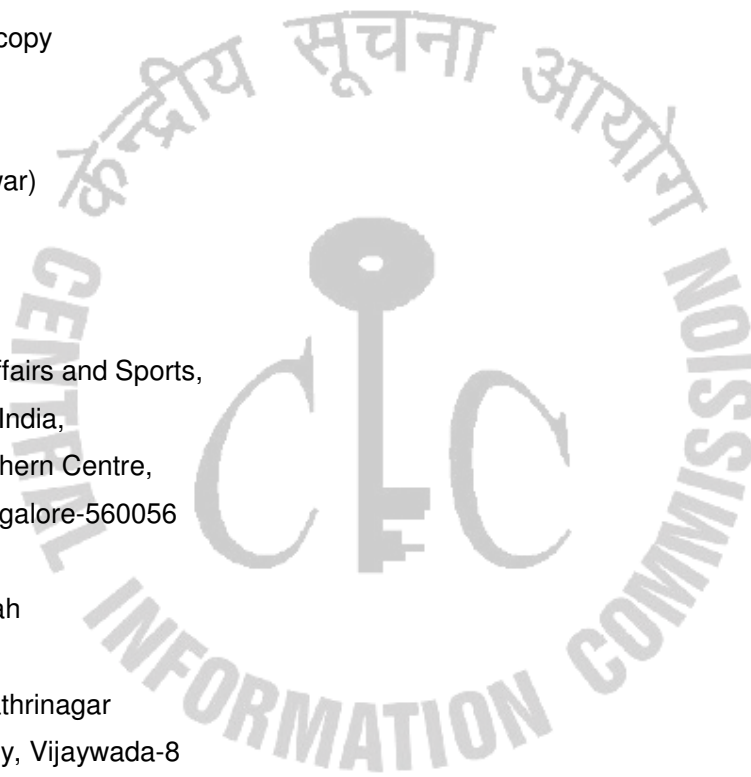 copy
केन्द्रीय सूचना आयोग
war)
ffairs and Sports,
India,
hern Centre,
galore-560056
ah
thrinagar
y, Vijaywada-8
CENTRAL INFORMATION COMMISSION
CIC